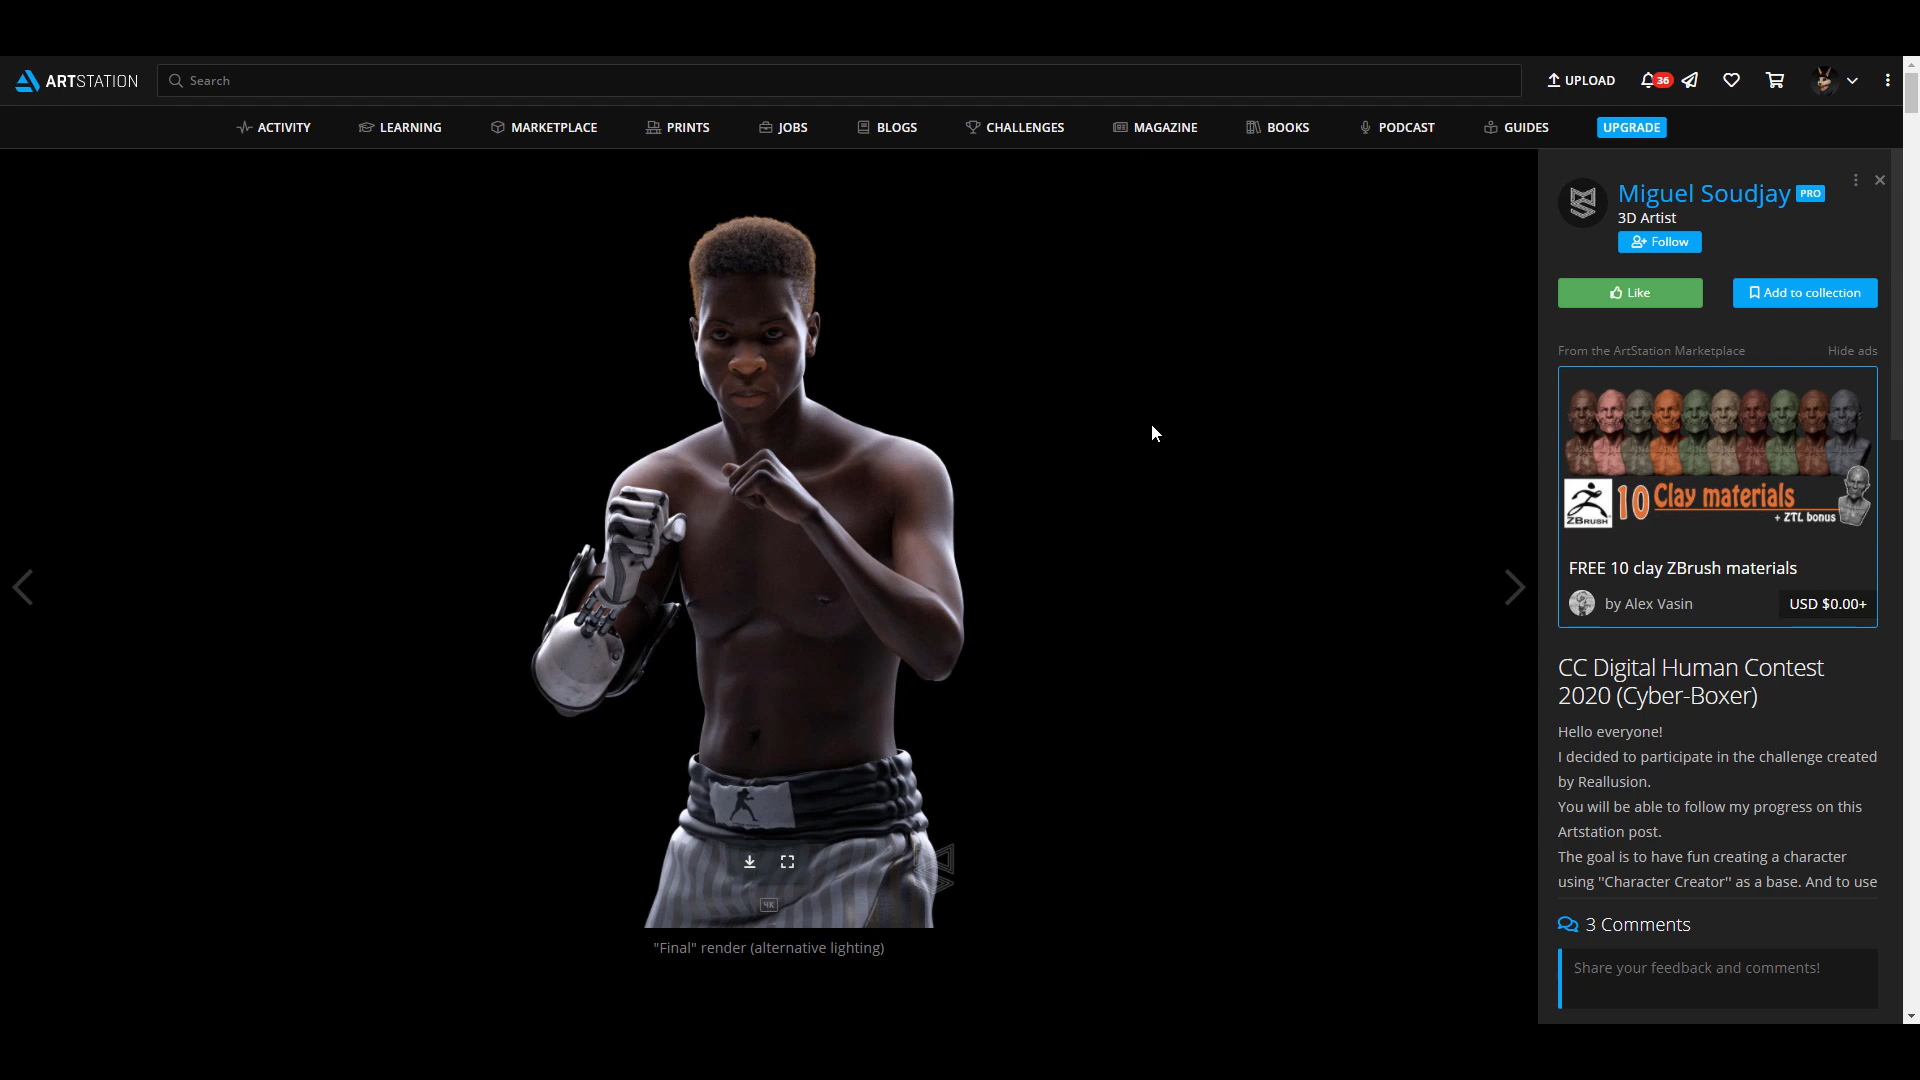 ARTSTATION
Search
UPLOAD
36
ACTIVITY
LEARNING
MARKETPLACE
PRINTS
JOBS
BLOGS
CHALLENGES
MAGAZINE
BOOKS
PODCAST
GUIDES
UPGRADE
Miguel Soudjay PRO
3D Artist
Follow
Like
Add to collection
From the ArtStation Marketplace
Hide ads
ZBRUSH
10 Clay materials
+ ZTL bonus
FREE 10 clay ZBrush materials
by Alex Vasin
USD $0.00+
CC Digital Human Contest
2020 (Cyber-Boxer)
Hello everyone!
I decided to participate in the challenge created
by Reallusion.
You will be able to follow my progress on this
Artstation post.
The goal is to have fun creating a character
using "Character Creator" as a base. And to use
3 Comments
Share your feedback and comments!
4K
"Final" render (alternative lighting)